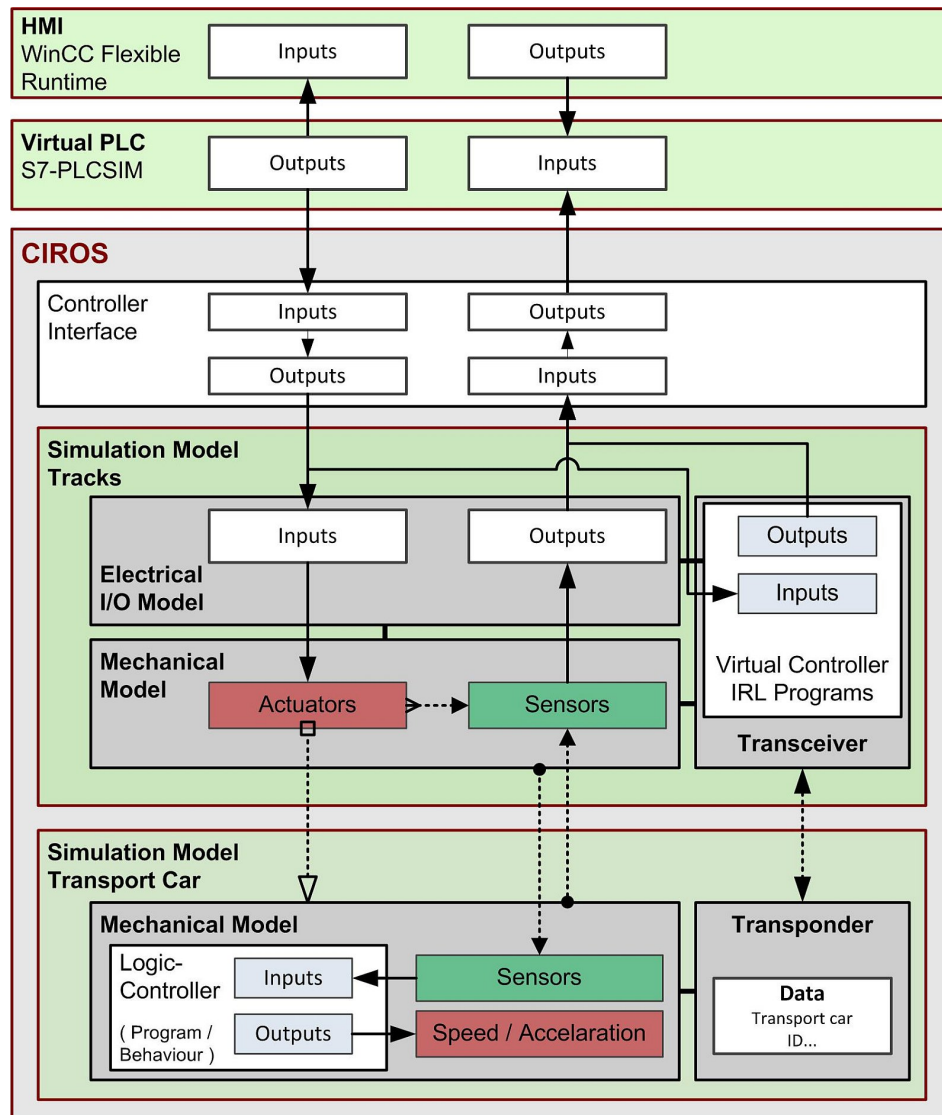 HMI
WinCC Flexible
Runtime
Inputs
Outputs
Virtual PLC
S7-PLCSIM
Outputs
Inputs
CIROS
Controller
Interface
Inputs
Outputs
Outputs
Inputs
Simulation Model
Tracks
Inputs
Outputs
Electrical
I/O Model
Outputs
Inputs
Virtual Controller
IRL Programs
Transceiver
Mechanical
Model
Actuators
Sensors
Simulation Model
Transport Car
Mechanical Model
Logic-
Controller
( Program /
Behaviour )
Inputs
Outputs
Sensors
Speed / Accelaration
Transponder
Data
Transport car
ID...